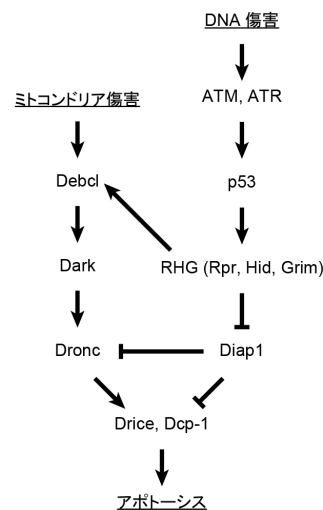 DNA 傷害
ミトコンドリア傷害
ATM, ATR
Debcl
p53
Dark
RHG (Rpr, Hid, Grim)
Dronc
Diap1
Drice, Dcp-1
アポトーシス